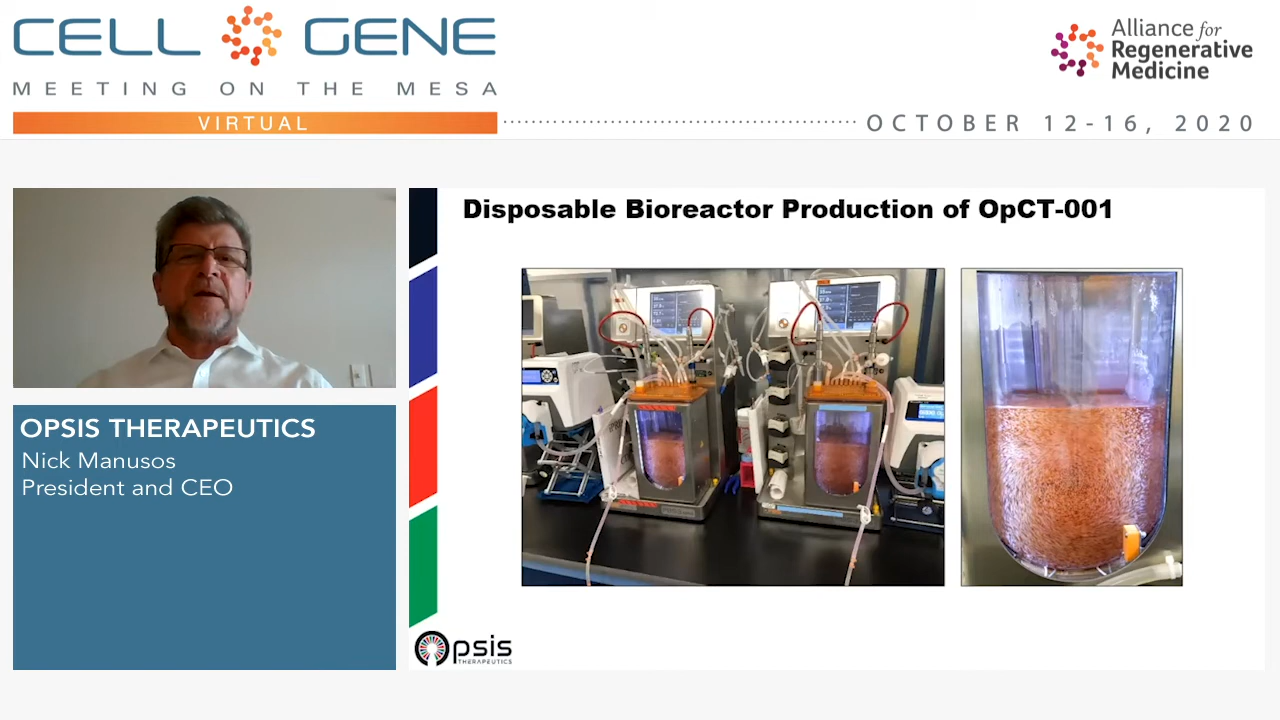 CELL GENE
MEETING ON THE MESA
VIRTUAL
Alliance for
Regenerative
Medicine
OCTOBER 12-16, 2020
OPSIS THERAPEUTICS
Nick Manusos
President and CEO
Disposable Bioreactor Production of OpCT-001
Opsis
THERAPEUTICS